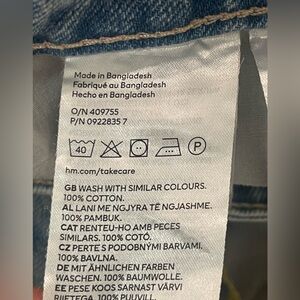 Made in Bangladesh
Fabriqué au Bangladesh
Hecho en Bangladesh
O/N 409755
P/N 0922835 7
40 P
hm.com/takecare
GB WASH WITH SIMILAR COLOURS.
100% COTTON.
AL LANI ME NGJYRA TË NGJASHME.
100% PAMBUK.
CAT RENTEU-HO AMB PECES
SIMILARS. 100% COTÓ.
CZ PERTE S PODOBNÝMI BARVAMI.
100% BAVLNA.
DE MIT ÄHNLICHEN FARBEN
WASCHEN. 100% BAUMWOLLE.
EE PESE KOOS SARNAST VÄRVI
RIIETEGA. 100% PUUVILL.